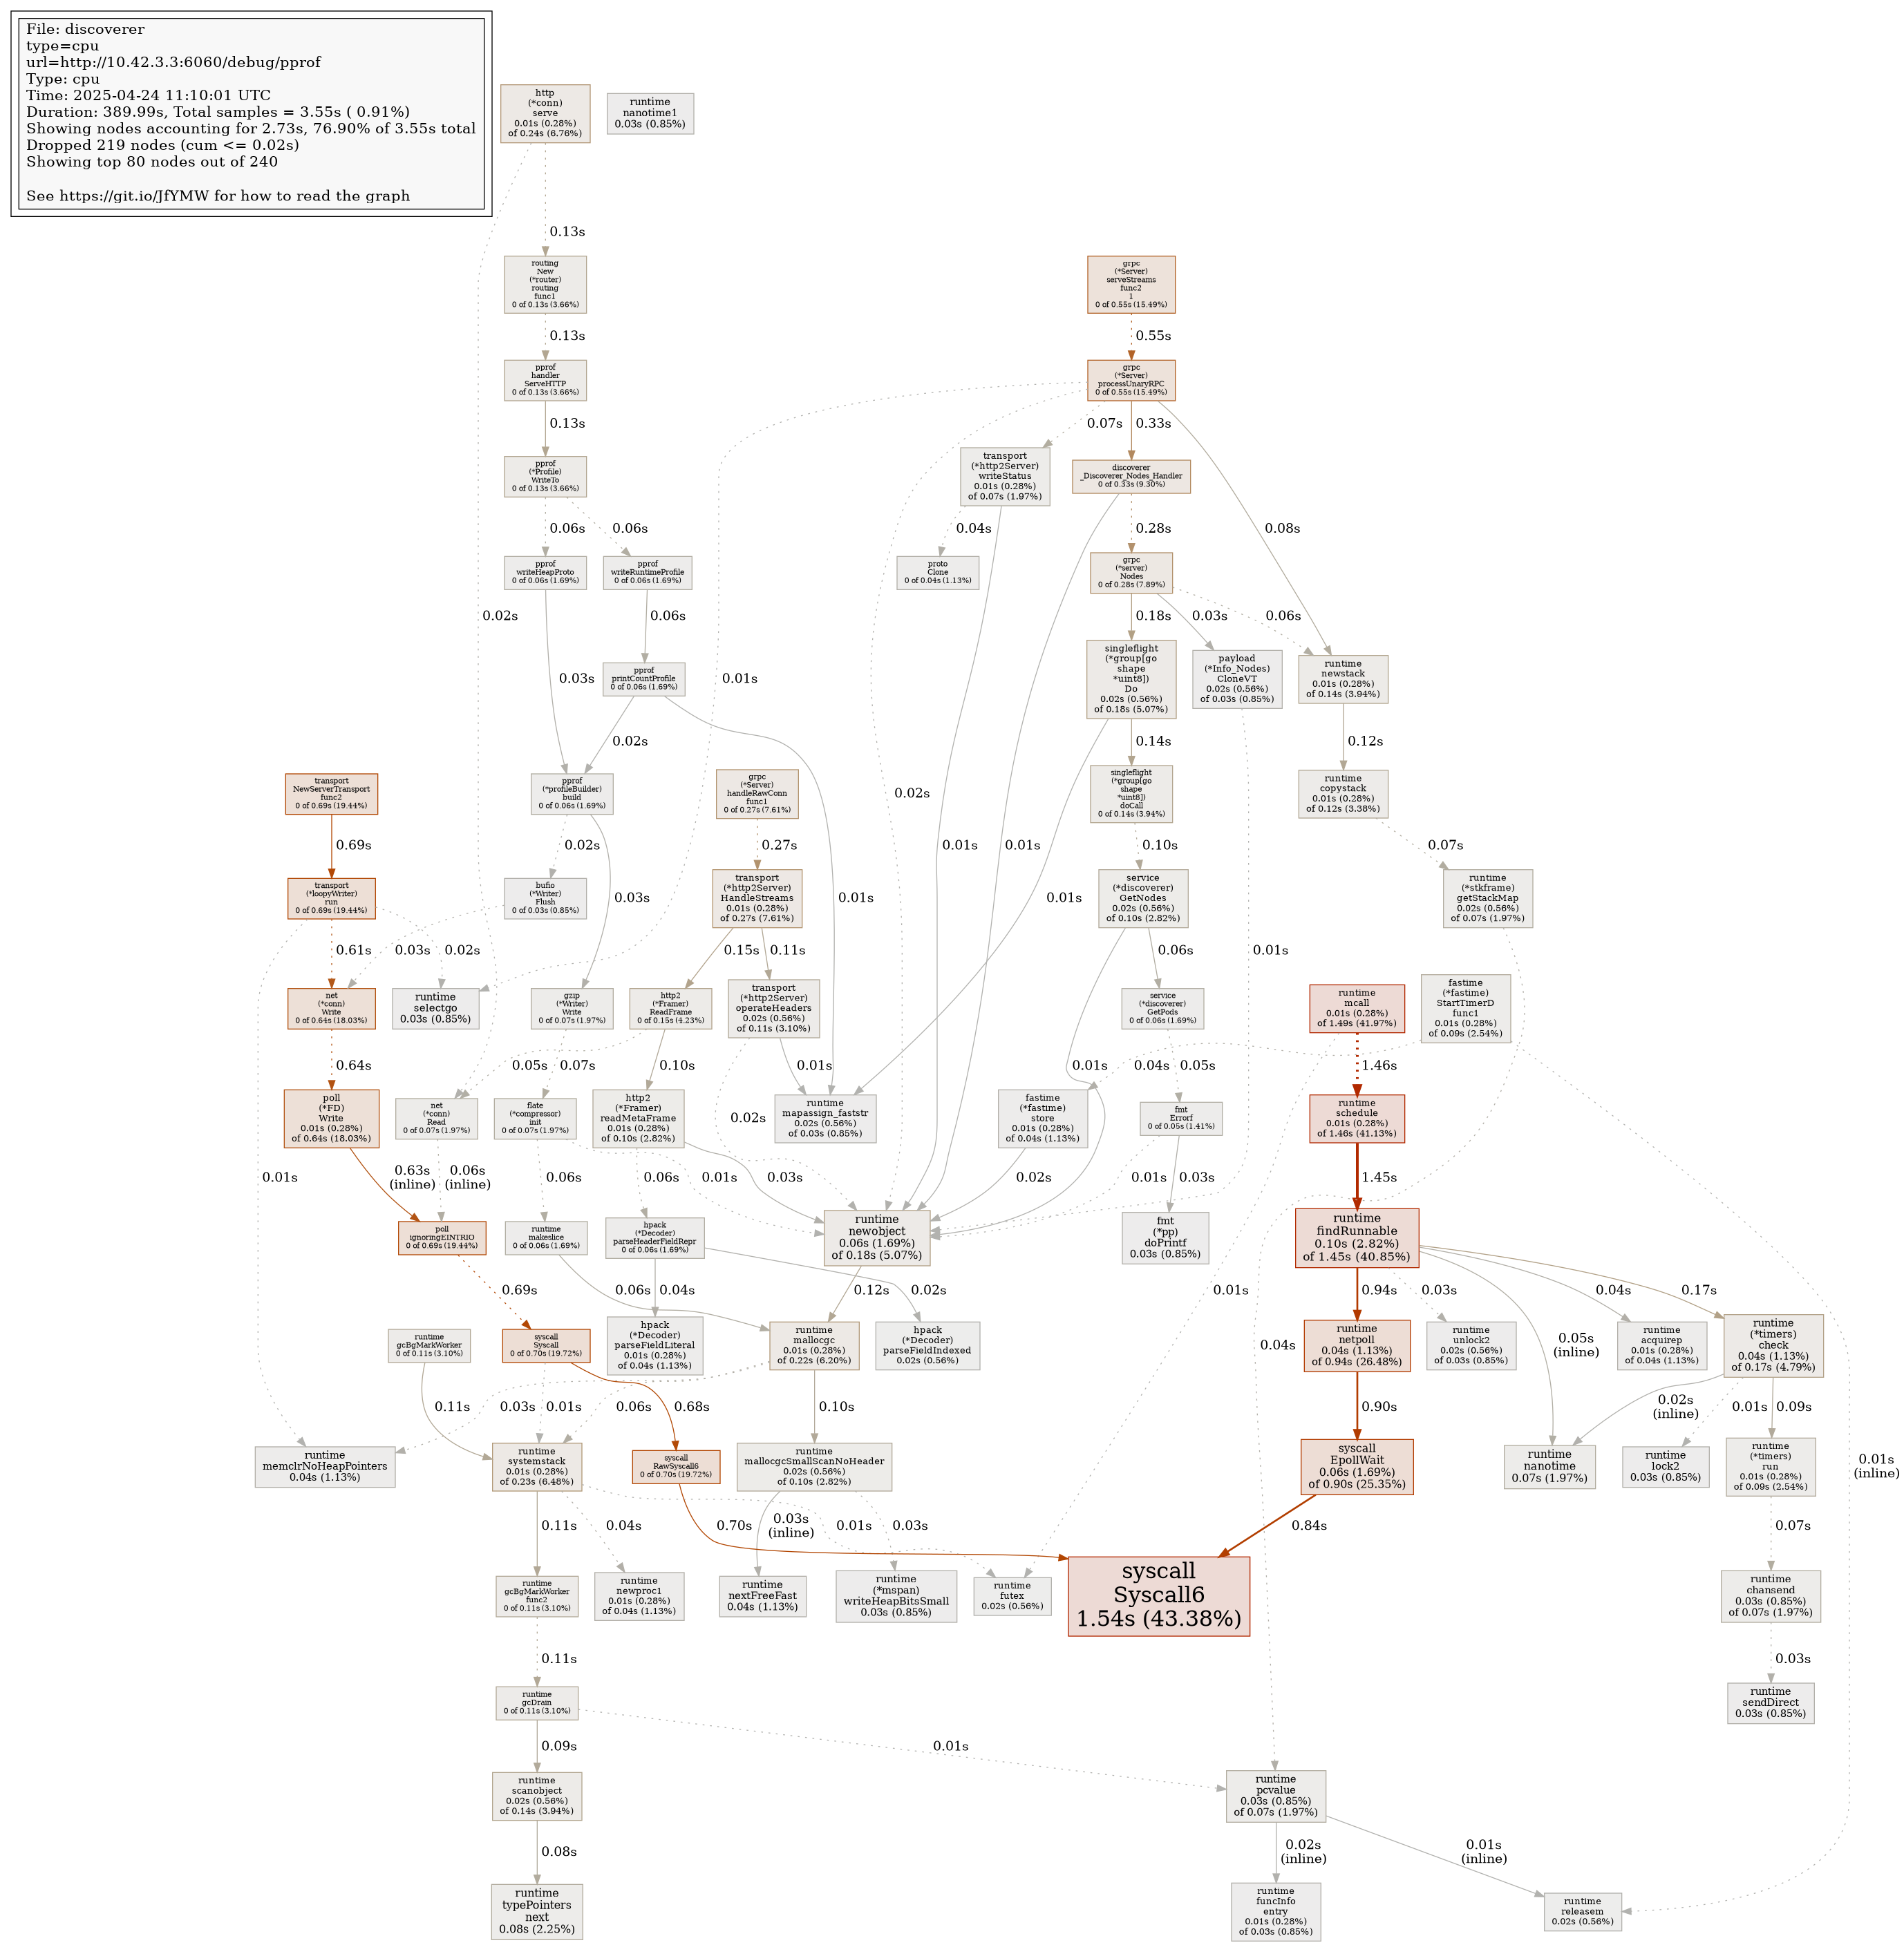 File: discoverer
type=cpu
url=http://10.42.3.3:6060/debug/pprof
Type: cpu
Time: 2025-04-24 11:10:01 UTC
Duration: 389.99s, Total samples = 3.55s ( 0.91%)
Showing nodes accounting for 2.73s, 76.90% of 3.55s total
Dropped 219 nodes (cum <= 0.02s)
Showing top 80 nodes out of 240
See https://git.io/JfYMW for how to read the graph
http
(*conn)
serve
0.01s (0.28%)
of 0.24s (6.76%)
runtime
nanotime1
0.03s (0.85%)
0.13s
routing
New
(*router)
routing
func1
0 of 0.13s (3.66%)
grpc
(*Server)
serveStreams
func2
1
0 of 0.55s (15.49%)
0.13s
0.55s
pprof
handler
ServeHTTP
0 of 0.13s (3.66%)
grpc
(*Server)
processUnaryRPC
0 of 0.55s (15.49%)
0.13s
0.07s
0.33s
0.08s
pprof
(*Profile)
WriteTo
0 of 0.13s (3.66%)
transport
(*http2Server)
writeStatus
0.01s (0.28%)
of 0.07s (1.97%)
discoverer
_Discoverer_Nodes_Handler
0 of 0.33s (9.30%)
0.06s
0.06s
0.04s
0.28s
pprof
writeHeapProto
0 of 0.06s (1.69%)
pprof
writeRuntimeProfile
0 of 0.06s (1.69%)
proto
Clone
0 of 0.04s (1.13%)
grpc
(*server)
Nodes
0 of 0.28s (7.89%)
0.02s
0.06s
0.18s
0.03s
0.06s
singleflight
(*group[go
shape
*uint8])
Do
0.02s (0.56%)
of 0.18s (5.07%)
payload
(*Info_Nodes)
CloneVT
0.02s (0.56%)
of 0.03s (0.85%)
runtime
newstack
0.01s (0.28%)
of 0.14s (3.94%)
pprof
printCountProfile
0 of 0.06s (1.69%)
0.03s
0.01s
0.02s
0.14s
0.12s
transport
NewServerTransport
func2
0 of 0.69s (19.44%)
pprof
(*profileBuilder)
build
0 of 0.06s (1.69%)
grpc
(*Server)
handleRawConn
func1
0 of 0.27s (7.61%)
singleflight
(*group[go
shape
*uint8])
doCall
0 of 0.14s (3.94%)
runtime
copystack
0.01s (0.28%)
of 0.12s (3.38%)
0.02s
0.69s
0.02s
0.27s
0.01s
0.01s
0.10s
0.07s
transport
(*loopyWriter)
run
0 of 0.69s (19.44%)
bufio
(*Writer)
Flush
0 of 0.03s (0.85%)
0.03s
transport
(*http2Server)
HandleStreams
0.01s (0.28%)
of 0.27s (7.61%)
0.01s
0.01s
service
(*discoverer)
GetNodes
0.02s (0.56%)
of 0.10s (2.82%)
runtime
(*stkframe)
getStackMap
0.02s (0.56%)
of 0.07s (1.97%)
0.61s
0.03s
0.02s
0.15s
0.11s
0.06s
0.01s
net
(*conn)
Write
0 of 0.64s (18.03%)
runtime
selectgo
0.03s (0.85%)
gzip
(*Writer)
Write
0 of 0.07s (1.97%)
http2
(*Framer)
ReadFrame
0 of 0.15s (4.23%)
transport
(*http2Server)
operateHeaders
0.02s (0.56%)
of 0.11s (3.10%)
service
(*discoverer)
GetPods
0 of 0.06s (1.69%)
runtime
mcall
0.01s (0.28%)
of 1.49s (41.97%)
fastime
(*fastime)
StartTimerD
func1
0.01s (0.28%)
of 0.09s (2.54%)
0.64s
0.05s
0.07s
0.10s
0.01s
0.01s
0.04s
0.05s
1.46s
poll
(*FD)
Write
0.01s (0.28%)
of 0.64s (18.03%)
net
(*conn)
Read
0 of 0.07s (1.97%)
flate
(*compressor)
init
0 of 0.07s (1.97%)
http2
(*Framer)
readMetaFrame
0.01s (0.28%)
of 0.10s (2.82%)
0.02s
runtime
mapassign_faststr
0.02s (0.56%)
of 0.03s (0.85%)
fastime
(*fastime)
store
0.01s (0.28%)
of 0.04s (1.13%)
fmt
Errorf
0 of 0.05s (1.41%)
runtime
schedule
0.01s (0.28%)
of 1.46s (41.13%)
0.01s
0.63s
(inline)
0.06s
(inline)
0.06s
0.06s
0.01s
0.03s
0.02s
0.01s
0.03s
1.45s
poll
ignoringEINTRIO
0 of 0.69s (19.44%)
runtime
makeslice
0 of 0.06s (1.69%)
hpack
(*Decoder)
parseHeaderFieldRepr
0 of 0.06s (1.69%)
runtime
newobject
0.06s (1.69%)
of 0.18s (5.07%)
fmt
(*pp)
doPrintf
0.03s (0.85%)
runtime
findRunnable
0.10s (2.82%)
of 1.45s (40.85%)
0.69s
0.06s
0.04s
0.12s
0.02s
0.01s
0.94s
0.03s
0.04s
0.17s
runtime
gcBgMarkWorker
0 of 0.11s (3.10%)
syscall
Syscall
0 of 0.70s (19.72%)
hpack
(*Decoder)
parseFieldLiteral
0.01s (0.28%)
of 0.04s (1.13%)
runtime
mallocgc
0.01s (0.28%)
of 0.22s (6.20%)
hpack
(*Decoder)
parseFieldIndexed
0.02s (0.56%)
0.04s
runtime
netpoll
0.04s (1.13%)
of 0.94s (26.48%)
runtime
unlock2
0.02s (0.56%)
of 0.03s (0.85%)
0.05s
(inline)
runtime
acquirep
0.01s (0.28%)
of 0.04s (1.13%)
runtime
(*timers)
check
0.04s (1.13%)
of 0.17s (4.79%)
0.11s
0.03s
0.01s
0.06s
0.68s
0.10s
0.90s
0.02s
(inline)
0.01s
0.09s
runtime
memclrNoHeapPointers
0.04s (1.13%)
runtime
systemstack
0.01s (0.28%)
of 0.23s (6.48%)
syscall
RawSyscall6
0 of 0.70s (19.72%)
runtime
mallocgcSmallScanNoHeader
0.02s (0.56%)
of 0.10s (2.82%)
syscall
EpollWait
0.06s (1.69%)
of 0.90s (25.35%)
runtime
nanotime
0.07s (1.97%)
runtime
lock2
0.03s (0.85%)
runtime
(*timers)
run
0.01s (0.28%)
of 0.09s (2.54%)
0.01s
(inline)
0.11s
0.04s
0.70s
0.03s
(inline)
0.01s
0.03s
0.84s
0.07s
runtime
gcBgMarkWorker
func2
0 of 0.11s (3.10%)
runtime
newproc1
0.01s (0.28%)
of 0.04s (1.13%)
runtime
nextFreeFast
0.04s (1.13%)
runtime
(*mspan)
writeHeapBitsSmall
0.03s (0.85%)
runtime
futex
0.02s (0.56%)
syscall
Syscall6
1.54s (43.38%)
runtime
chansend
0.03s (0.85%)
of 0.07s (1.97%)
0.11s
0.03s
runtime
gcDrain
0 of 0.11s (3.10%)
runtime
sendDirect
0.03s (0.85%)
0.09s
0.01s
runtime
scanobject
0.02s (0.56%)
of 0.14s (3.94%)
runtime
pcvalue
0.03s (0.85%)
of 0.07s (1.97%)
0.08s
0.02s
(inline)
0.01s
(inline)
runtime
typePointers
next
0.08s (2.25%)
runtime
funcInfo
entry
0.01s (0.28%)
of 0.03s (0.85%)
runtime
releasem
0.02s (0.56%)